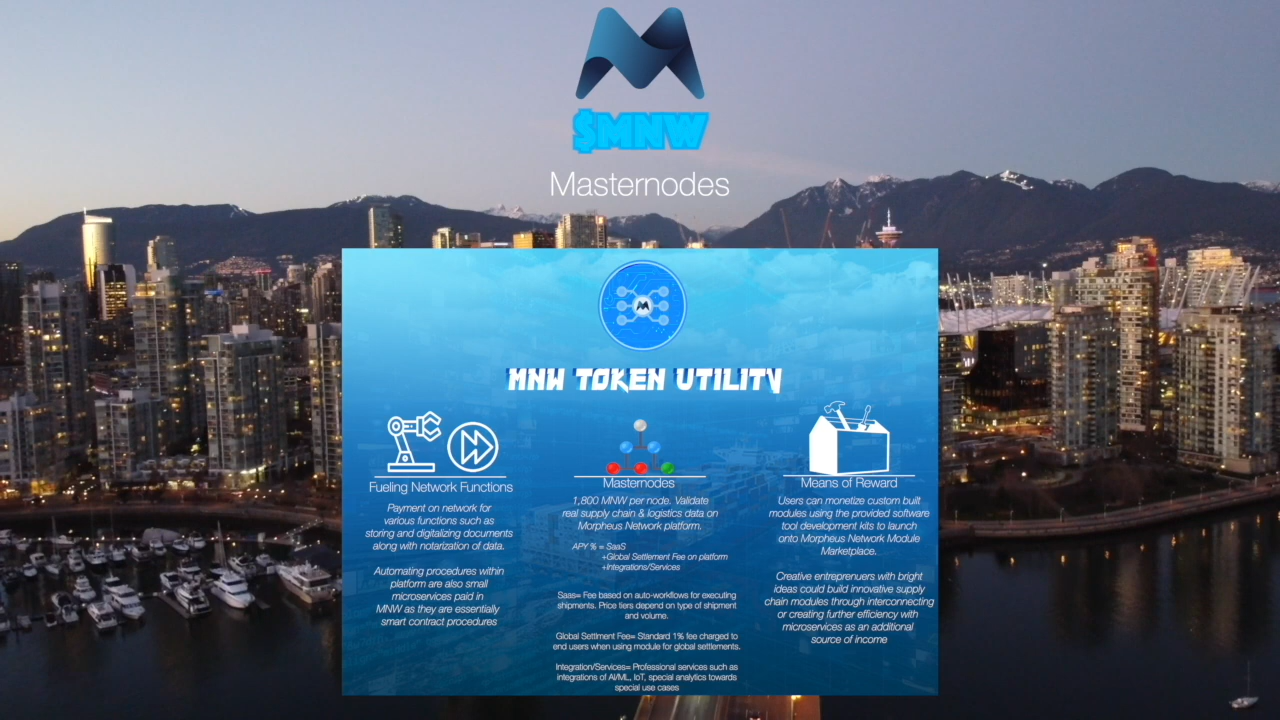 $MNW
Masternodes
MNW TOKEN UTILITY
Fueling Network Functions
Payment on network for
various functions such as
storing and digitalizing documents
along with notarization of data.
Automating procedures within
platform are also small
microservices paid in
MNW as they are essentially
smart contract procedures
Masternodes
1,800 MNW per node. Validate
real supply chain & logistics data on
Morpheus Network platform.
APY % = SaaS
+Global Settlement Fee on platform
+Integrations/Services
Saas= Fee based on auto-workflows for executing
shipments. Price tiers depend on type of shipment
and volume.
Global Settlment Fee= Standard 1% fee charged to
end users when using module for global settlements.
Integration/Services= Professional services such as
integrations of AI/ML, IoT, special analytics towards
special use cases
Means of Reward
Users can monetize custom built
modules using the provided software
tool development kits to launch
onto Morpheus Network Module
Marketplace.
Creative entreprenuers with bright
ideas could build innovative supply
chain modules through interconnecting
or creating further efficiency with
microservices as an additional
source of income